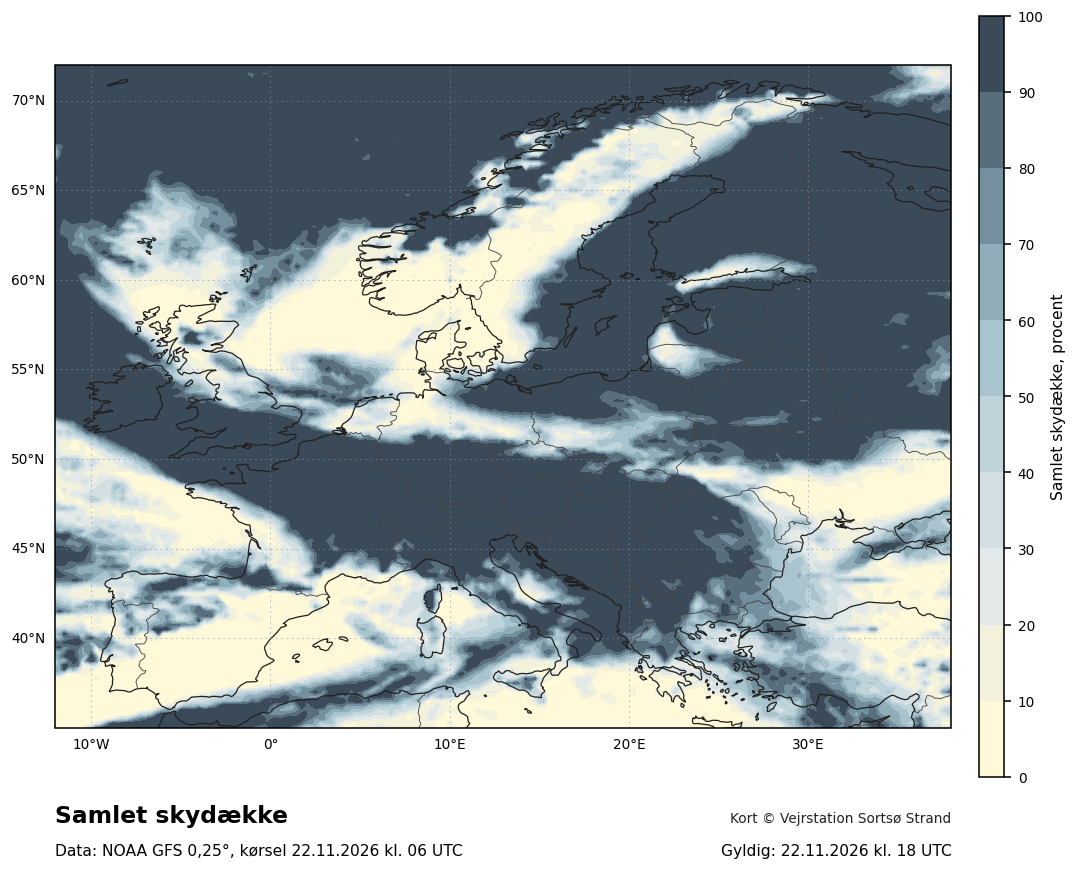 70°N
65°N
60°N
55°N
50°N
45°N
40°N
10°W 0° 10°E 20°E 30°E
100
90
80
70
60
50
40
30
20
10
0
Samlet skydække, procent
Samlet skydække
Kort © Vejrstation Sortsø Strand
Data: NOAA GFS 0,25°, kørsel 22.11.2026 kl. 06 UTC
Gyldig: 22.11.2026 kl. 18 UTC